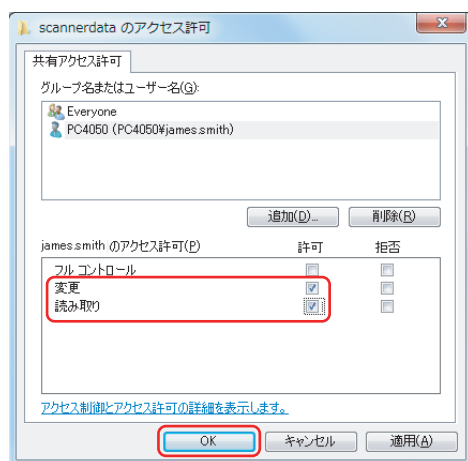 scannerdata のアクセス許可
共有アクセス許可
グループ名またはユーザー名(G):
Everyone
PC4050 (PC4050¥james.smith)
追加(D)... 削除(R)
james.smith のアクセス許可(P) 許可 拒否
フル コントロール
変更
読み取り
アクセス制御とアクセス許可の詳細を表示します。
OK キャンセル 適用(A)